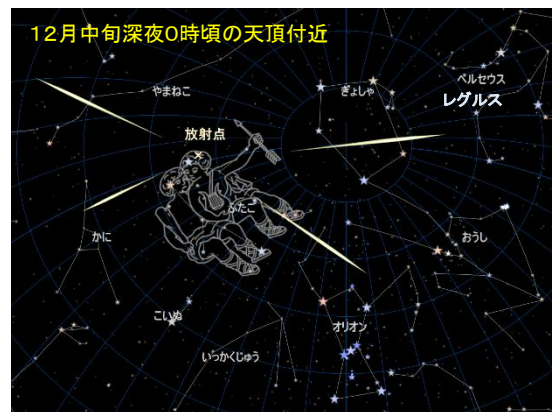 12月中旬深夜0時頃の天頂付近
ペルセウス
やまねこ
ぎょしゃ
レグルス
放射点
ふたご
かに
おうし
こいぬ
オリオン
いっかくじゅう